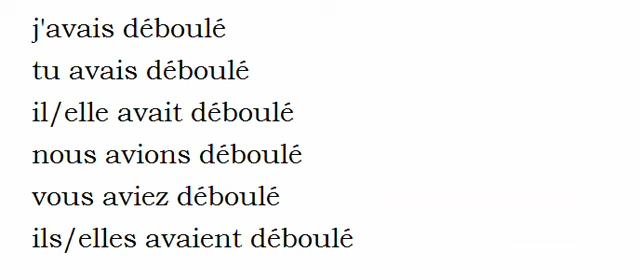 j'avais déboulé
tu avais déboulé
il/elle avait déboulé
nous avions déboulé
vous aviez déboulé
ils/elles avaient déboulé